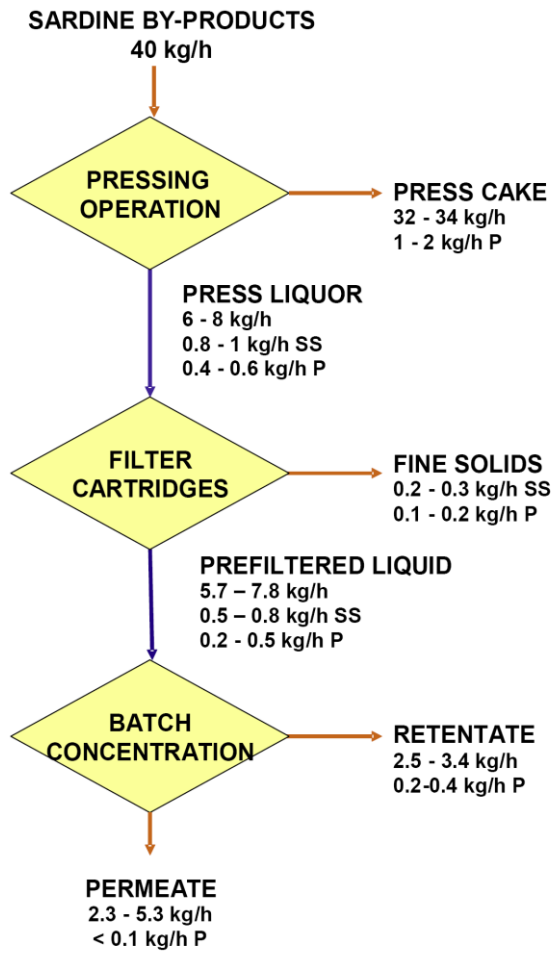 SARDINE BY-PRODUCTS
40 kg/h
PRESSING
OPERATION
PRESS CAKE
32 - 34 kg/h
1 - 2 kg/h P
PRESS LIQUOR
6 - 8 kg/h
0.8 - 1 kg/h SS
0.4 - 0.6 kg/h P
FILTER
CARTRIDGES
FINE SOLIDS
0.2 - 0.3 kg/h SS
0.1 - 0.2 kg/h P
PREFILTERED LIQUID
5.7 – 7.8 kg/h
0.5 – 0.8 kg/h SS
0.2 - 0.5 kg/h P
BATCH
CONCENTRATION
RETENTATE
2.5 - 3.4 kg/h
0.2-0.4 kg/h P
PERMEATE
2.3 - 5.3 kg/h
< 0.1 kg/h P